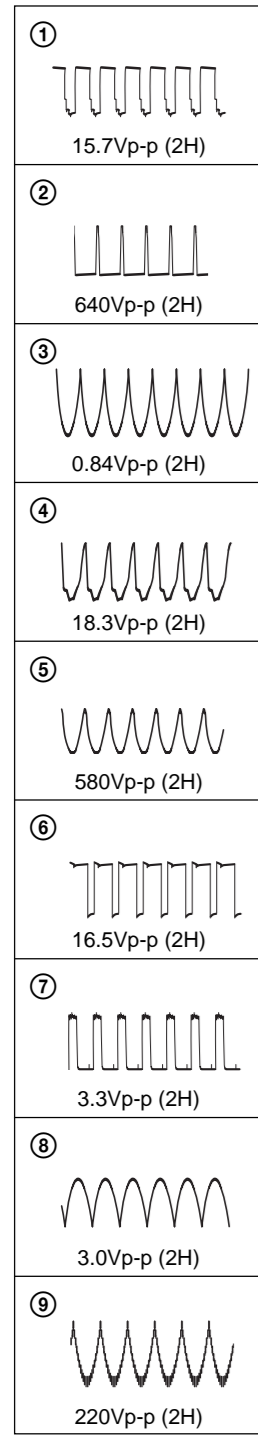 ①
15.7Vp-p (2H)
②
640Vp-p (2H)
③
0.84Vp-p (2H)
④
18.3Vp-p (2H)
⑤
580Vp-p (2H)
⑥
16.5Vp-p (2H)
⑦
3.3Vp-p (2H)
⑧
3.0Vp-p (2H)
⑨
220Vp-p (2H)